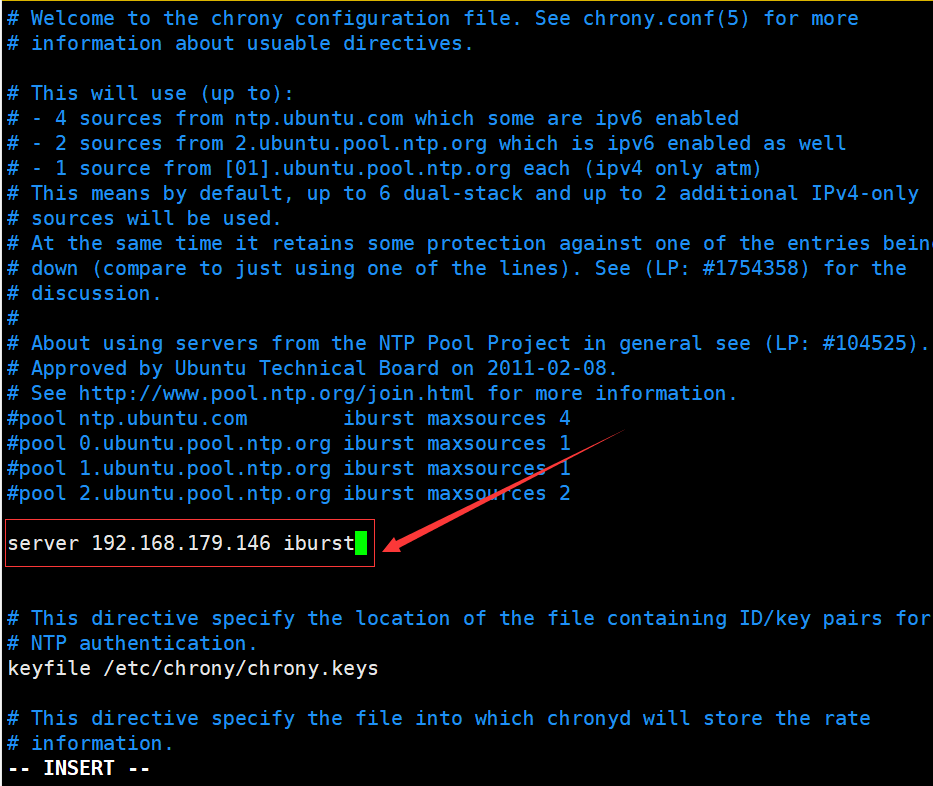 # Welcome to the chrony configuration file. See chrony.conf(5) for more
# information about usuable directives.
# This will use (up to):
# - 4 sources from ntp.ubuntu.com which some are ipv6 enabled
# - 2 sources from 2.ubuntu.pool.ntp.org which is ipv6 enabled as well
# - 1 source from [01].ubuntu.pool.ntp.org each (ipv4 only atm)
# This means by default, up to 6 dual-stack and up to 2 additional IPv4-only
# sources will be used.
# At the same time it retains some protection against one of the entries bein
# down (compare to just using one of the lines). See (LP: #1754358) for the
# discussion.
#
# About using servers from the NTP Pool Project in general see (LP: #104525).
# Approved by Ubuntu Technical Board on 2011-02-08.
# See http://www.pool.ntp.org/join.html for more information.
#pool ntp.ubuntu.com        iburst maxsources 4
#pool 0.ubuntu.pool.ntp.org iburst maxsources 1
#pool 1.ubuntu.pool.ntp.org iburst maxsources 1
#pool 2.ubuntu.pool.ntp.org iburst maxsources 2
server 192.168.179.146 iburst
# This directive specify the location of the file containing ID/key pairs for
# NTP authentication.
keyfile /etc/chrony/chrony.keys
# This directive specify the file into which chronyd will store the rate
# information.
-- INSERT --